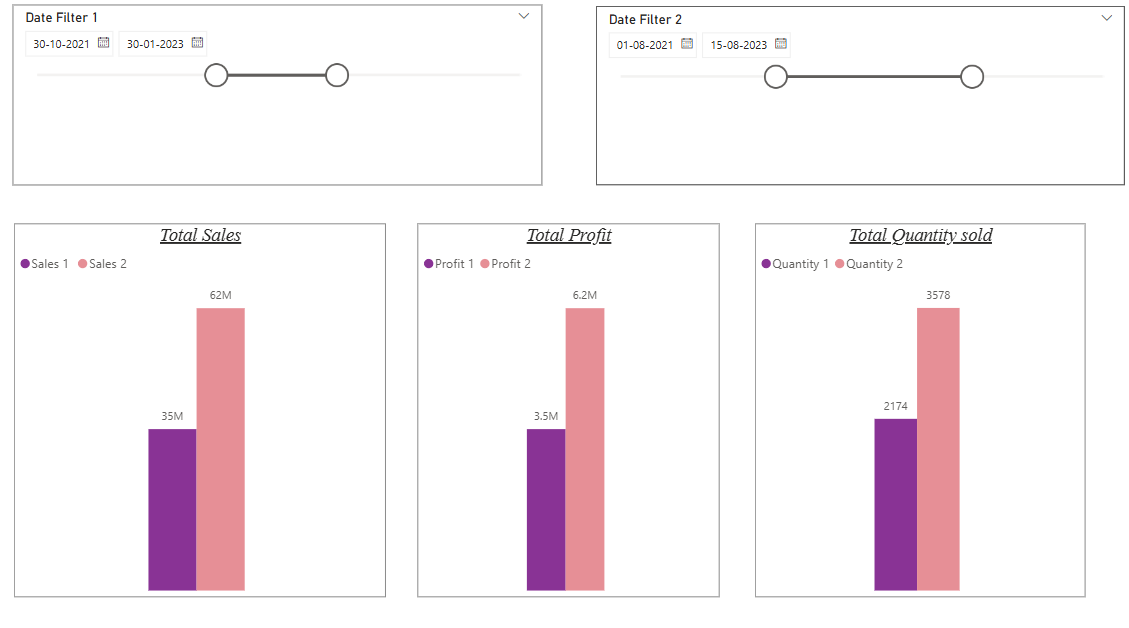 Date Filter 1
30-10-2021
30-01-2023
Date Filter 2
01-08-2021
15-08-2023
Total Sales
Sales 1 Sales 2
62M
35M
Total Profit
Profit 1 Profit 2
6.2M
3.5M
Total Quantity sold
Quantity 1 Quantity 2
3578
2174